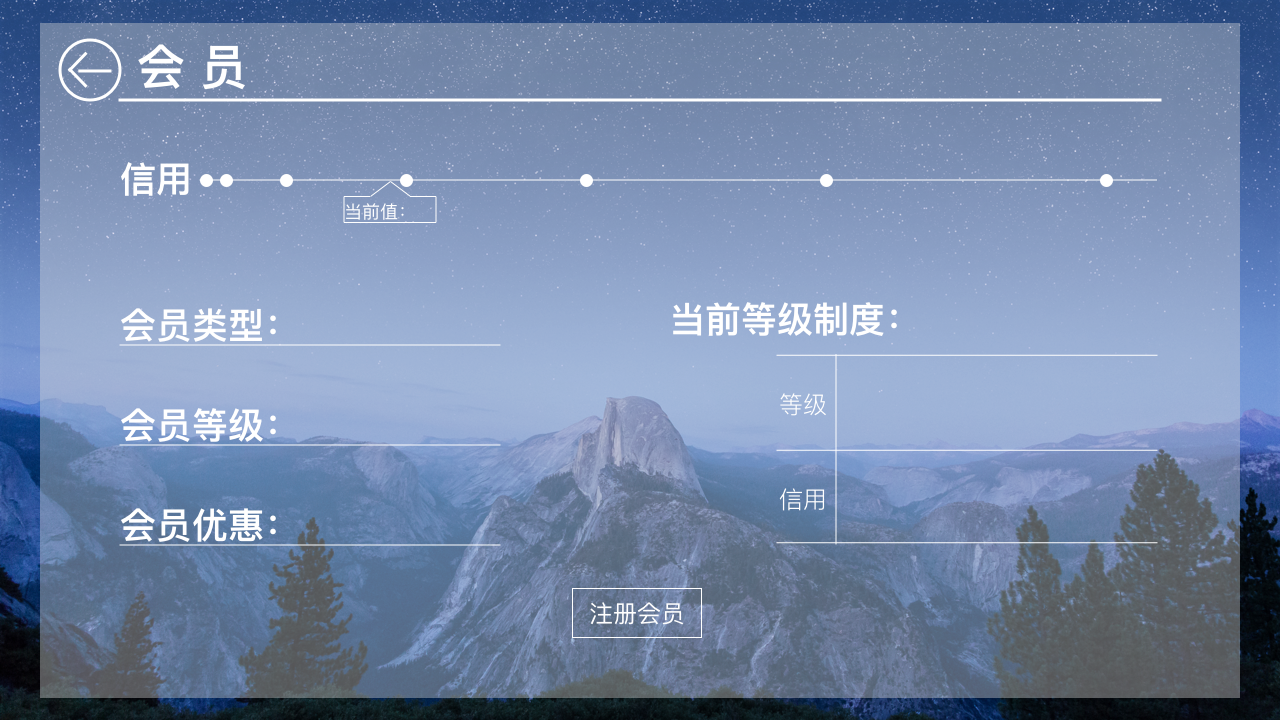 会 员
信用
当前值：
会员类型：
当前等级制度：
会员等级：
等级
信用
会员优惠：
注册会员